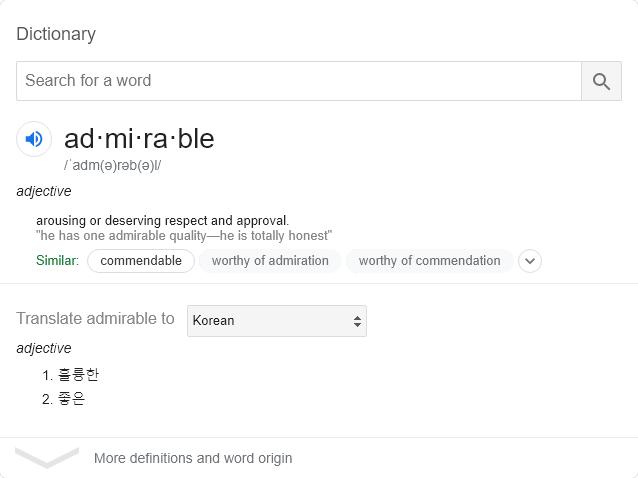 Dictionary
Search for a word
ad·mi·ra·ble
/ˈadm(ə)rəb(ə)l/
adjective
arousing or deserving respect and approval.
"he has one admirable quality—he is totally honest"
Similar: commendable worthy of admiration worthy of commendation
Translate admirable to Korean
adjective
1. 훌륭한
2. 좋은
More definitions and word origin